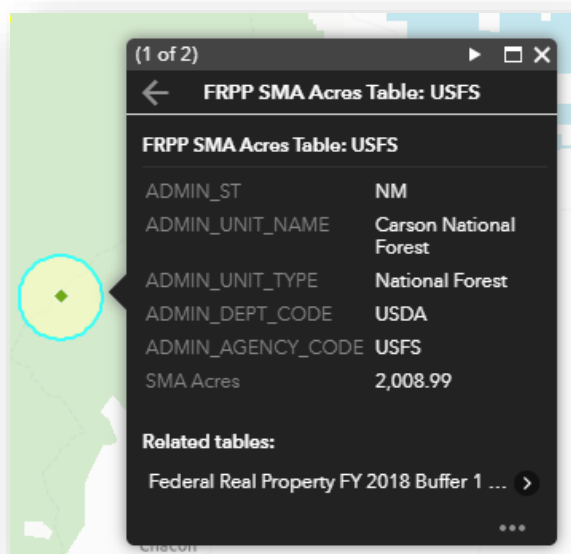 (1 of 2)
FRPP SMA Acres Table: USFS
FRPP SMA Acres Table: USFS
ADMIN_ST NM
ADMIN_UNIT_NAME Carson National
Forest
ADMIN_UNIT_TYPE National Forest
ADMIN_DEPT_CODE USDA
ADMIN_AGENCY_CODE USFS
SMA Acres 2,008.99
Related tables:
Federal Real Property FY 2018 Buffer 1 ...
Chacon